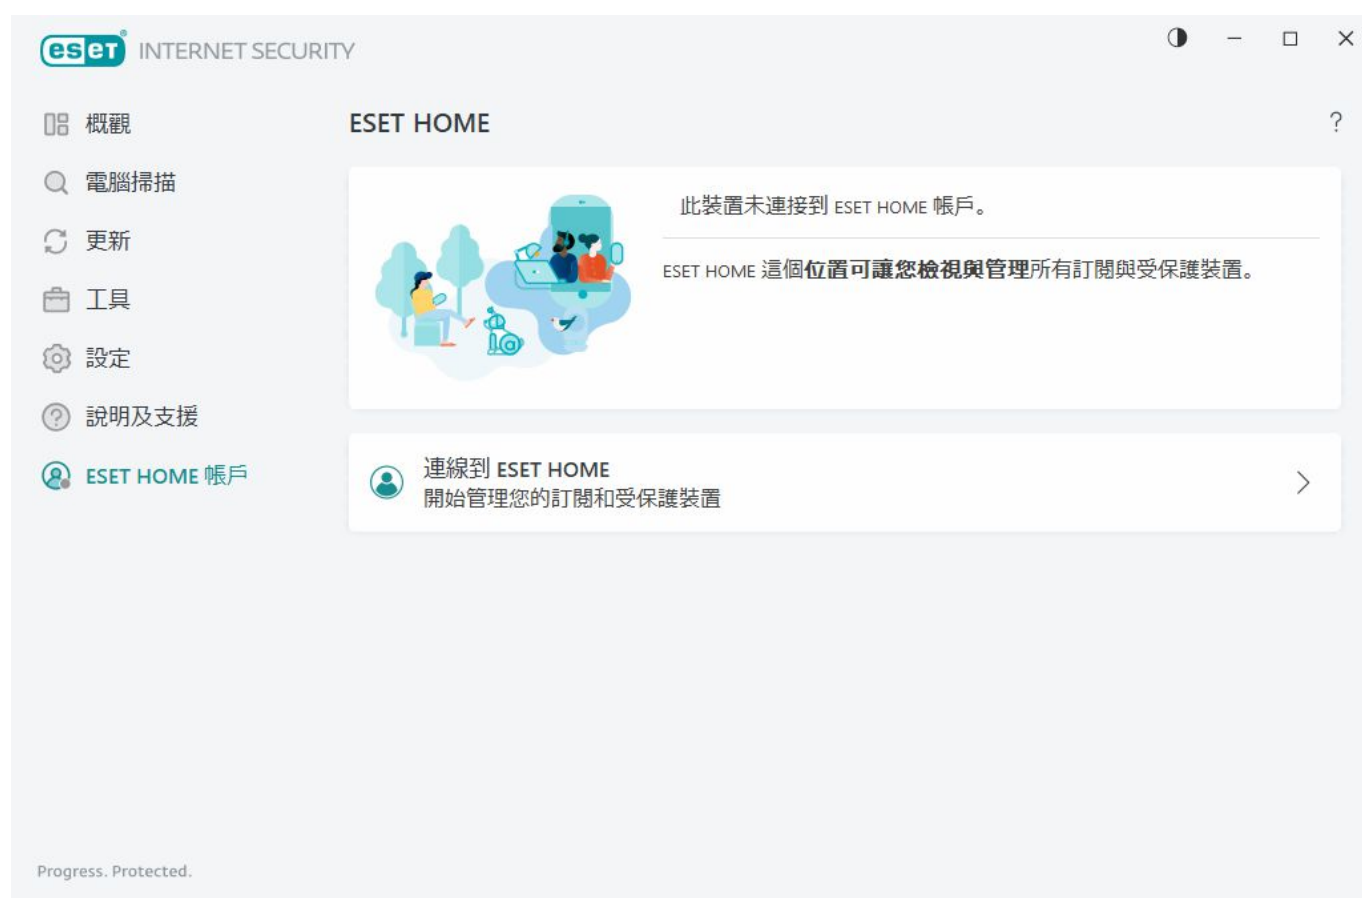 eset INTERNET SECURITY
概觀
電腦掃描
更新
工具
設定
說明及支援
ESET HOME 帳戶
ESET HOME
?
此裝置未連接到 ESET HOME 帳戶。
ESET HOME 這個位置可讓您檢視與管理所有訂閱與受保護裝置。
連線到 ESET HOME
開始管理您的訂閱和受保護裝置
Progress. Protected.